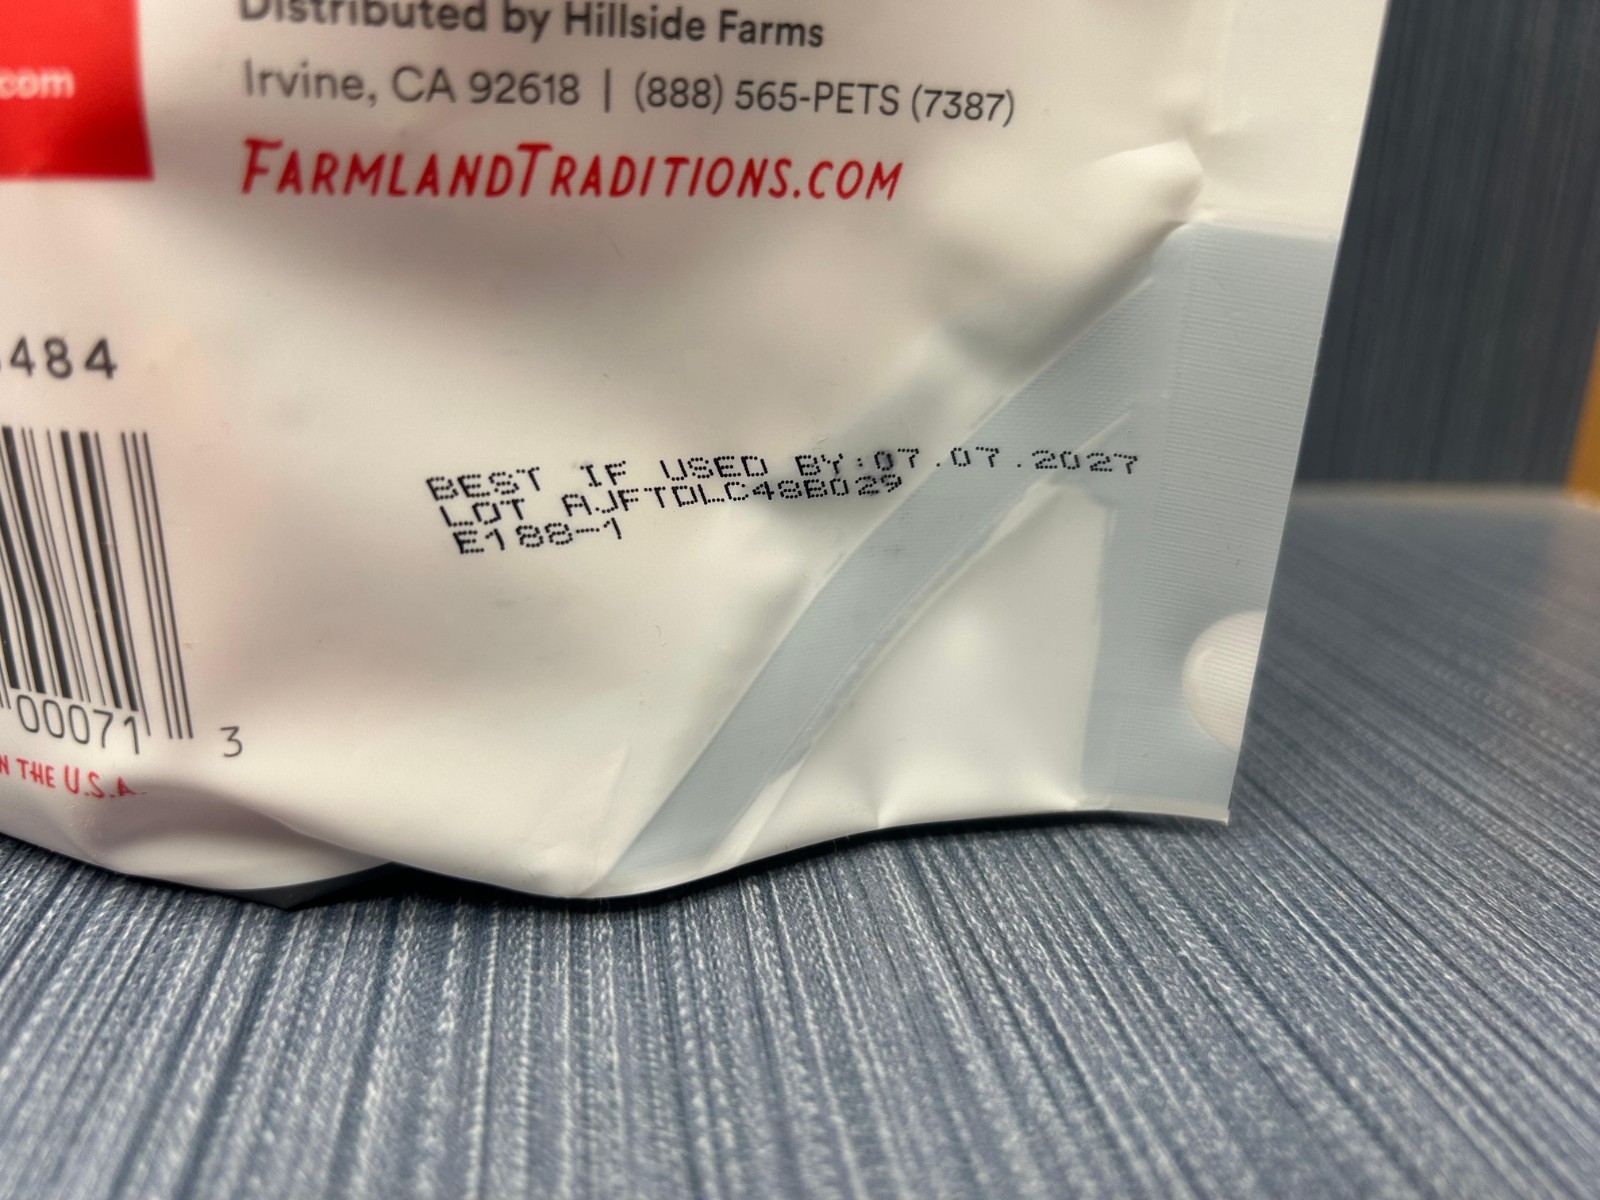 Distributed by Hillside Farms
.com
Irvine, CA 92618 | (888) 565-PETS (7387)
FARMLANDTRADITIONS.COM
484
BEST IF USED BY:07.07.2027
LOT AJFTDLC48B029
E188-1
00071 3
N THE U.S.A.